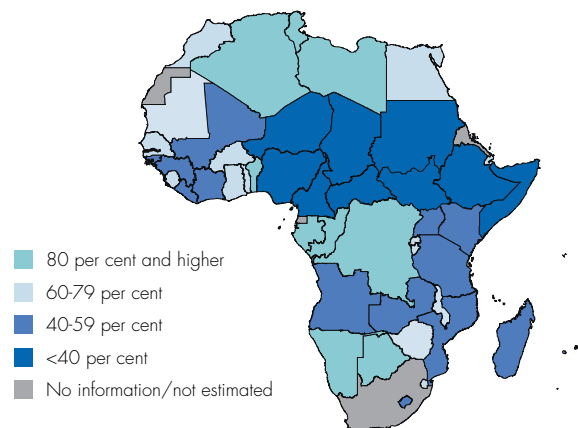 80 per cent and higher
60-79 per cent
40-59 per cent
<40 per cent
No information/not estimated